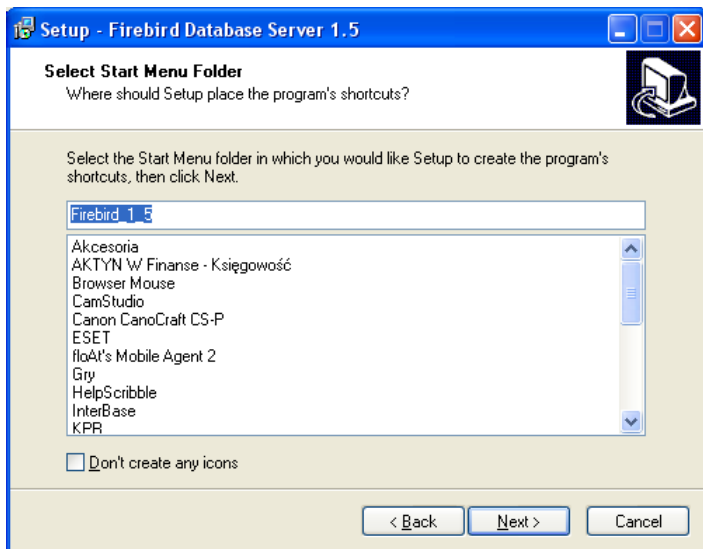 Setup - Firebird Database Server 1.5
Select Start Menu Folder
Where should Setup place the program's shortcuts?
Select the Start Menu folder in which you would like Setup to create the program's
shortcuts, then click Next.
Firebird_1_5
Akcesoria
AKTYN W Finanse - Księgowość
Browser Mouse
CamStudio
Canon CanoCraft CS-P
ESET
floAt's Mobile Agent 2
Gry
HelpScribble
InterBase
KPR
Don't create any icons
< Back
Next >
Cancel